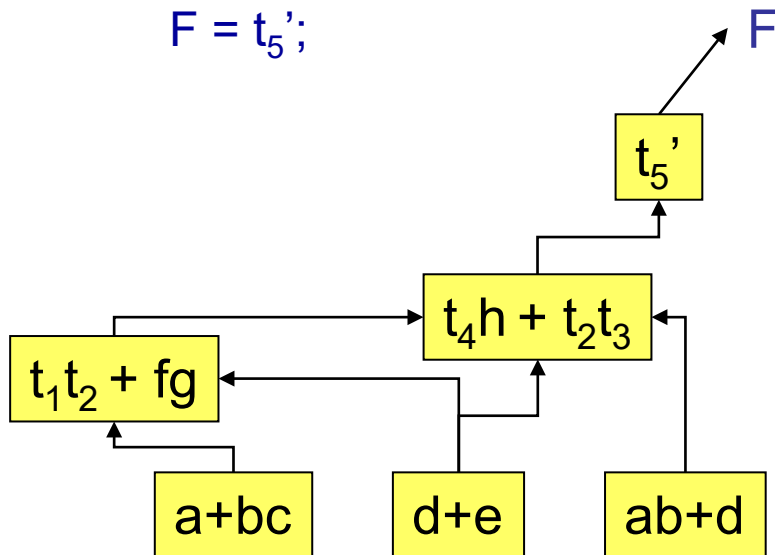 F = t₅’;
F
t₅’
t₄h + t₂t₃
t₁t₂ + fg
a+bc
d+e
ab+d